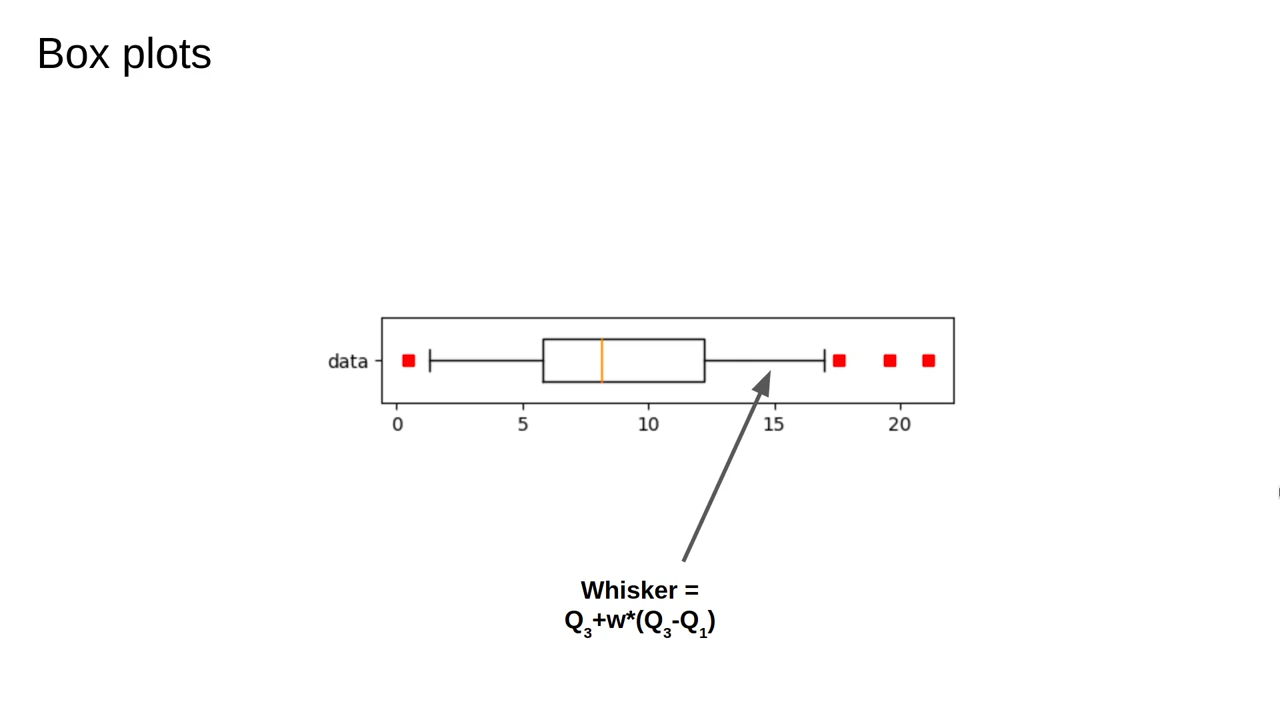 Box plots
data
0 5 10 15 20
Whisker =
Q₃+w*(Q₃-Q₁)